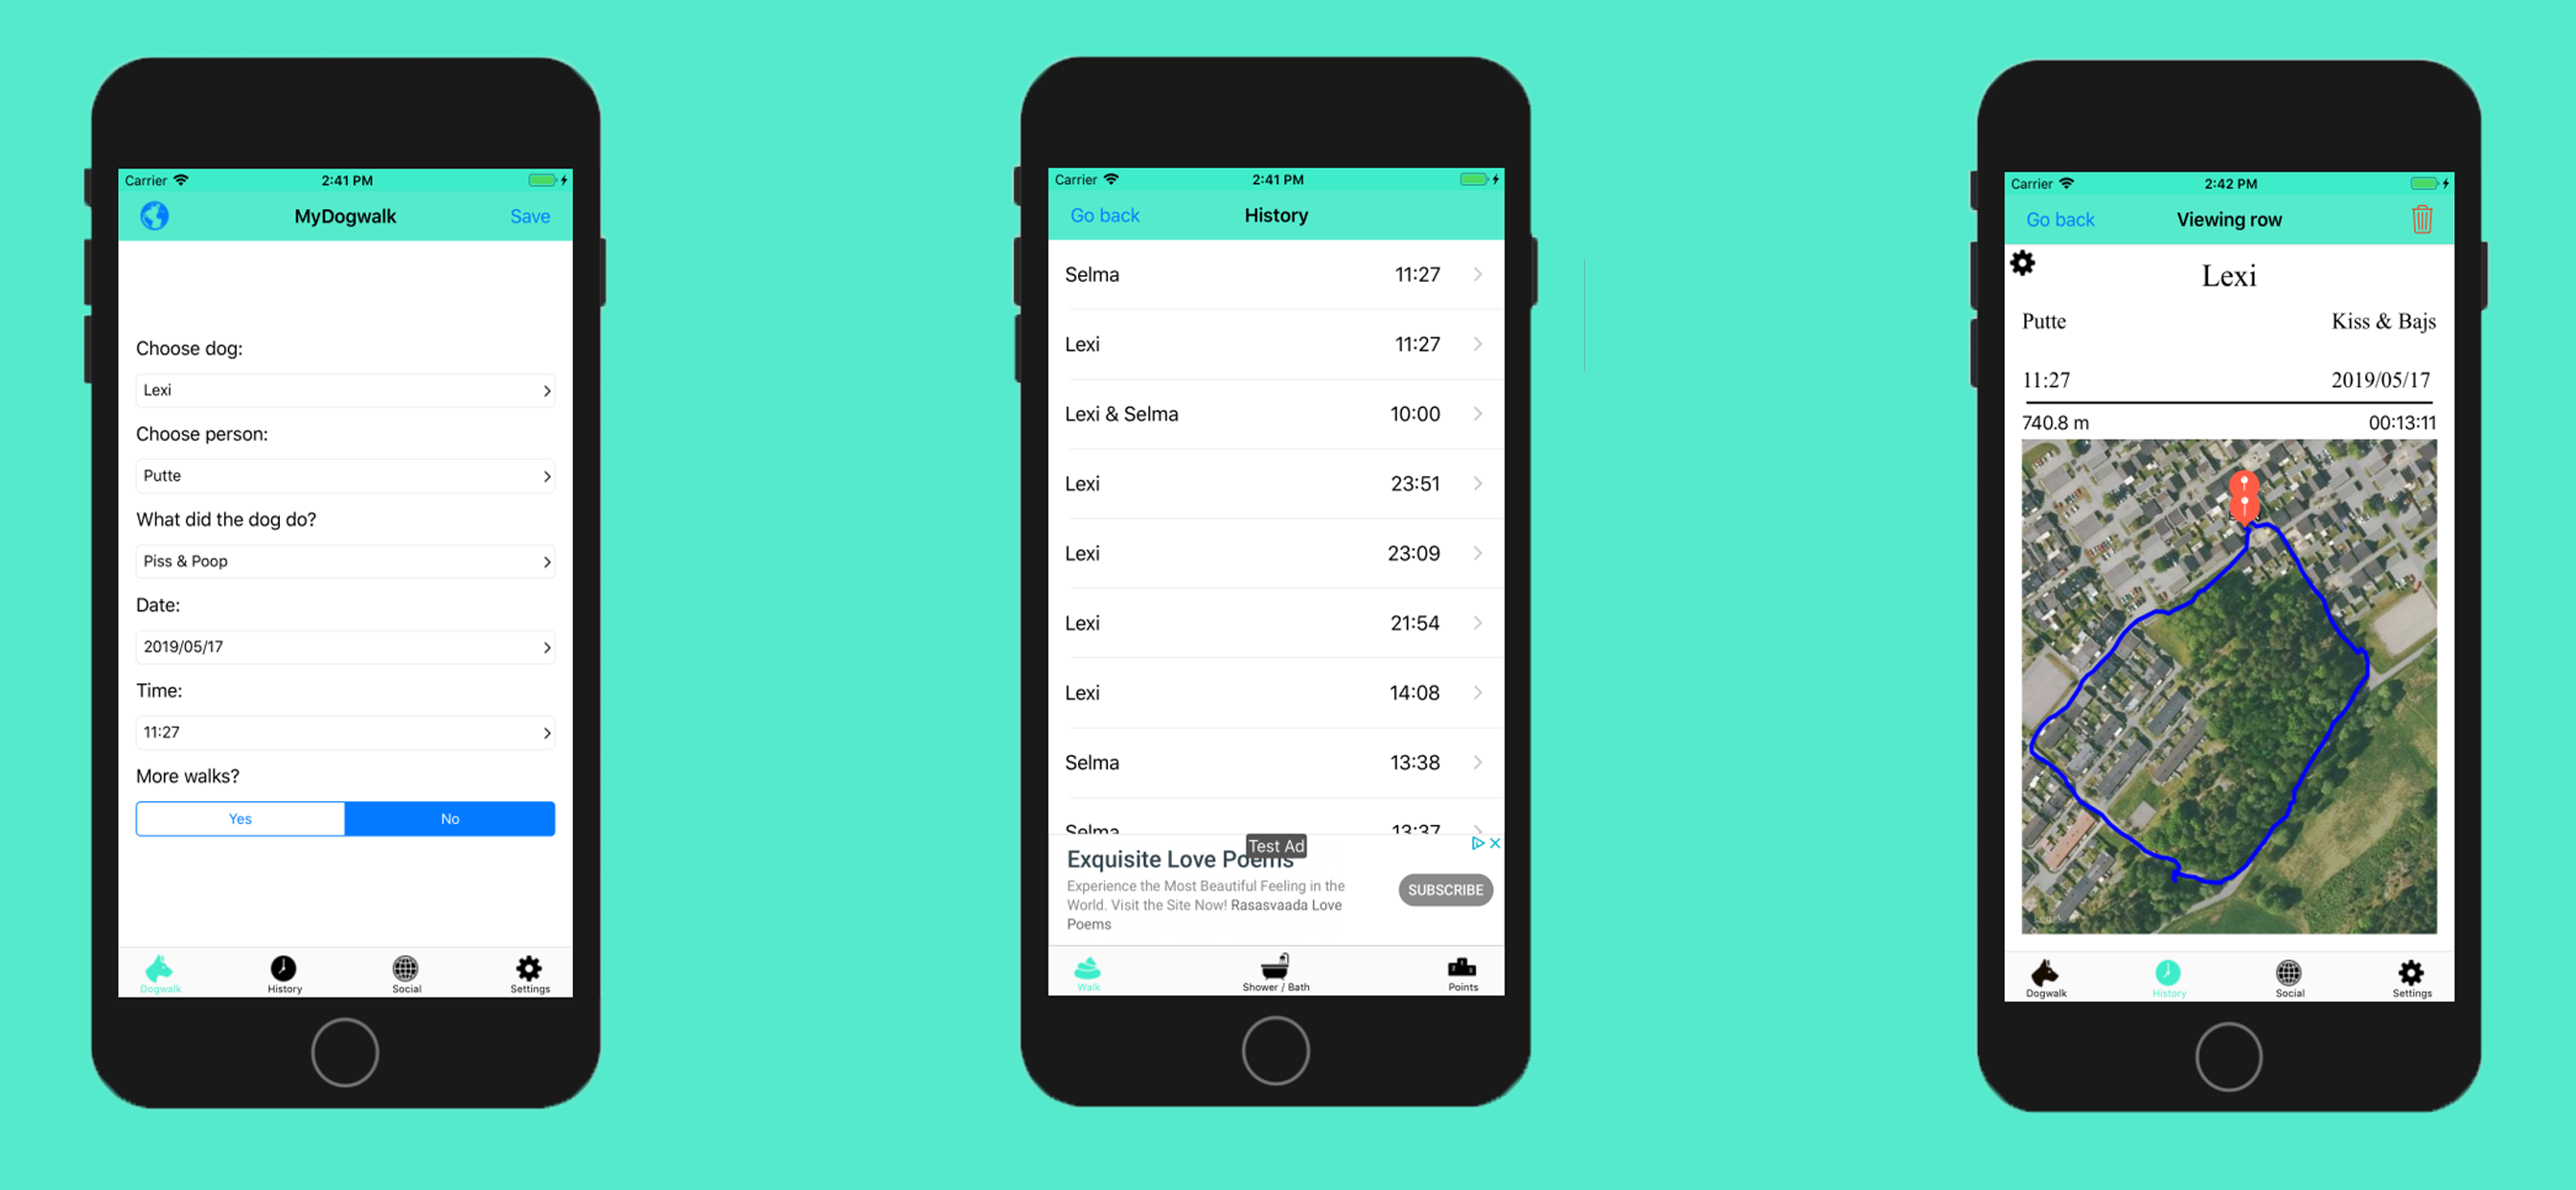 Carrier 2:41 PM
MyDogwalk Save
Choose dog:
Lexi
Choose person:
Putte
What did the dog do?
Piss & Poop
Date:
2019/05/17
Time:
11:27
More walks?
Yes No
Dogwalk History Social Settings
Carrier 2:41 PM
Go back History
Selma 11:27
Lexi 11:27
Lexi & Selma 10:00
Lexi 23:51
Lexi 23:09
Lexi 21:54
Lexi 14:08
Selma 13:38
Selma 13:37
Test Ad
Exquisite Love Poems
Experience the Most Beautiful Feeling in the
World. Visit the Site Now! Rasasvaada Love
Poems
SUBSCRIBE
Walk Shower / Bath Points
Carrier 2:42 PM
Go back Viewing row
Lexi
Putte Kiss & Bajs
11:27 2019/05/17
740.8 m 00:13:11
Legal
Dogwalk History Social Settings